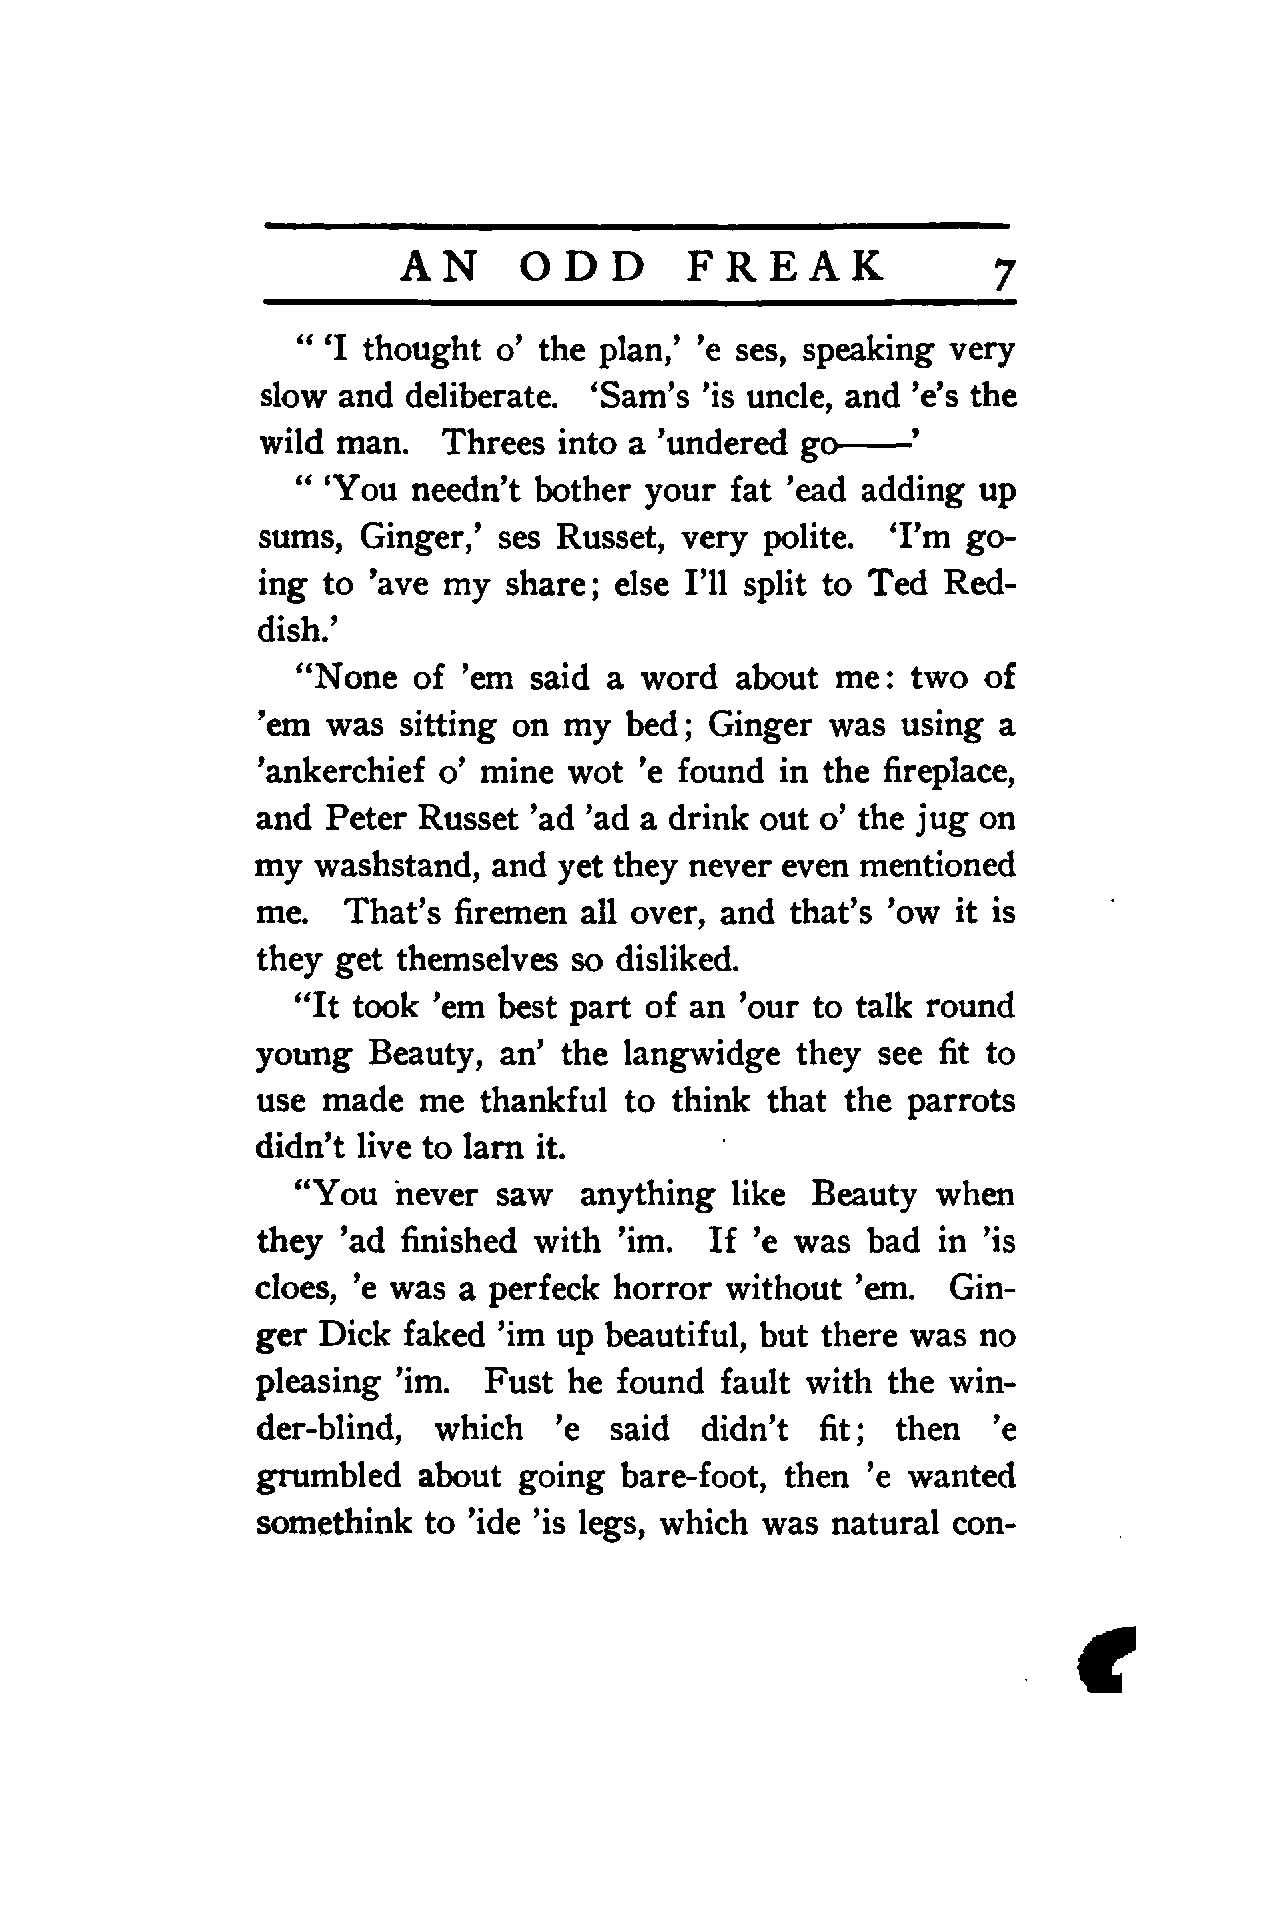 AN ODD FREAK 7
“ ‘I thought o’ the plan,’ ’e ses, speaking very
slow and deliberate. ‘Sam’s ’is uncle, and ’e’s the
wild man. Threes into a ’undered go——’
“ ‘You needn’t bother your fat ’ead adding up
sums, Ginger,’ ses Russet, very polite. ‘I’m go-
ing to ’ave my share; else I’ll split to Ted Red-
dish.’
“None of ’em said a word about me: two of
’em was sitting on my bed; Ginger was using a
’ankerchief o’ mine wot ’e found in the fireplace,
and Peter Russet ’ad ’ad a drink out o’ the jug on
my washstand, and yet they never even mentioned
me. That’s firemen all over, and that’s ’ow it is
they get themselves so disliked.
“It took ’em best part of an ’our to talk round
young Beauty, an’ the langwidge they see fit to
use made me thankful to think that the parrots
didn’t live to larn it.
“You never saw anything like Beauty when
they ’ad finished with ’im. If ’e was bad in ’is
cloes, ’e was a perfeck horror without ’em. Gin-
ger Dick faked ’im up beautiful, but there was no
pleasing ’im. Fust he found fault with the win-
der-blind, which ’e said didn’t fit; then ’e
grumbled about going bare-foot, then ’e wanted
somethink to ’ide ’is legs, which was natural con-